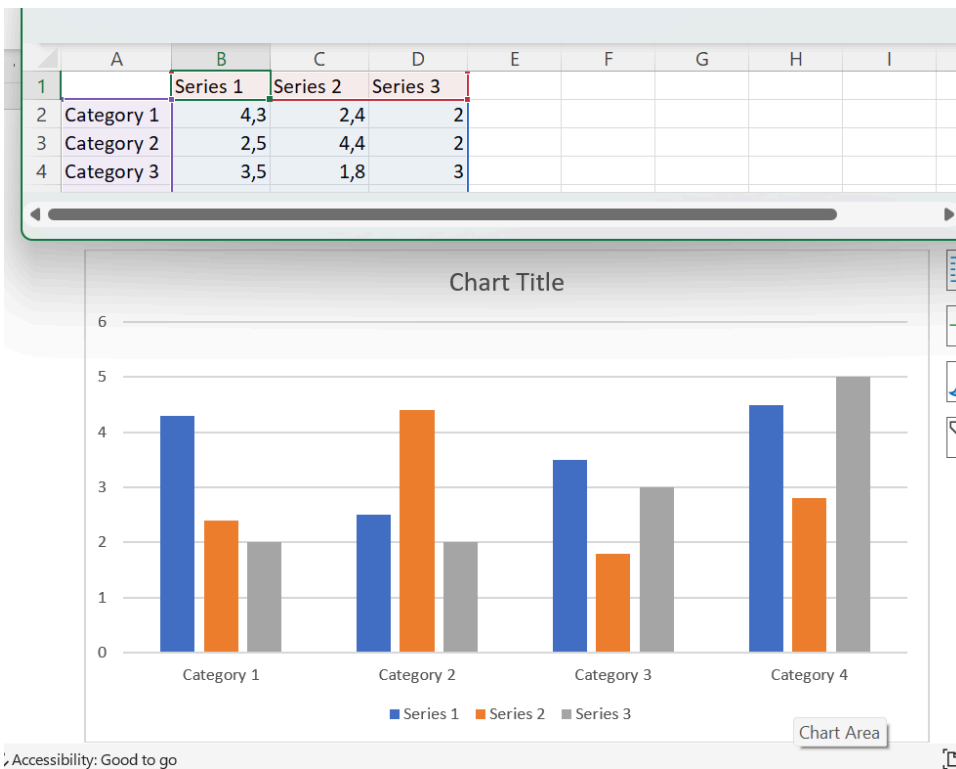 A B C D E F G H I
1 Series 1 Series 2 Series 3
2 Category 1 4,3 2,4 2
3 Category 2 2,5 4,4 2
4 Category 3 3,5 1,8 3
Chart Title
6
5
4
3
2
1
0
Category 1 Category 2 Category 3 Category 4
Series 1 Series 2 Series 3
Chart Area
Accessibility: Good to go